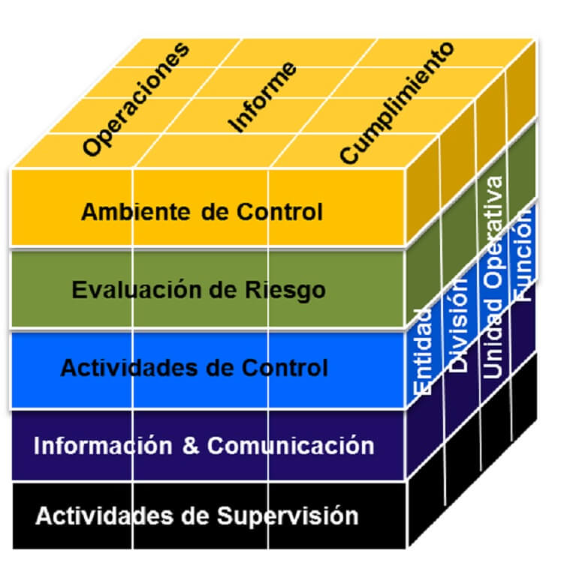 Operaciones
Informe
Cumplimiento
Ambiente de Control
Evaluación de Riesgo
Actividades de Control
Información & Comunicación
Actividades de Supervisión
Entidad
División
Unidad Operativa
Función